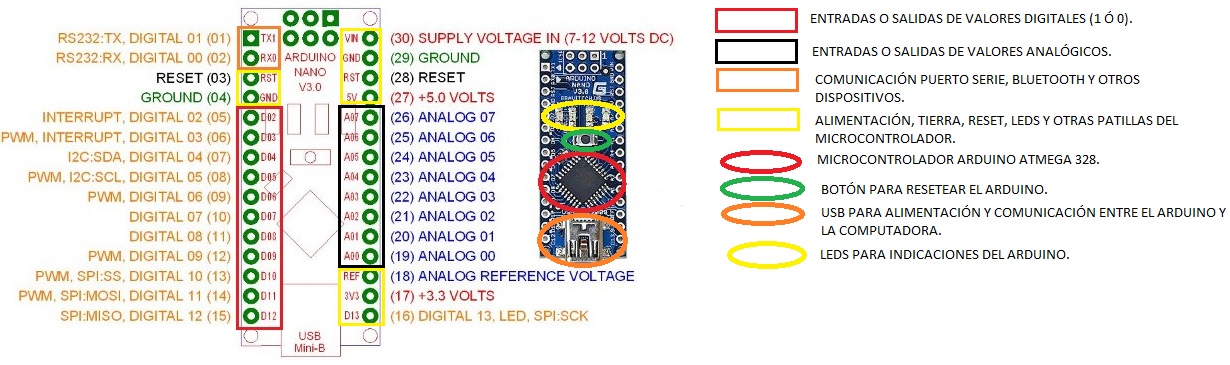 RS232:TX, DIGITAL 01 (01)
RS232:RX, DIGITAL 00 (02)
RESET (03)
GROUND (04)
INTERRUPT, DIGITAL 02 (05)
PWM, INTERRUPT, DIGITAL 03 (06)
I2C:SDA, DIGITAL 04 (07)
PWM, I2C:SCL, DIGITAL 05 (08)
PWM, DIGITAL 06 (09)
DIGITAL 07 (10)
DIGITAL 08 (11)
PWM, DIGITAL 09 (12)
PWM, SPI:SS, DIGITAL 10 (13)
PWM, SPI:MOSI, DIGITAL 11 (14)
SPI:MISO, DIGITAL 12 (15)
TX1
RX0
RST
GND
D02
D03
D04
D05
D06
D07
D08
D09
D10
D11
D12
ARDUINO
NANO
V3.0
USB
Mini-B
VIN
GND
RST
5V
A07
A05
A04
A03
A02
A01
A00
REF
3V3
D13
(30) SUPPLY VOLTAGE IN (7-12 VOLTS DC)
(29) GROUND
(28) RESET
(27) +5.0 VOLTS
(26) ANALOG 07
(25) ANALOG 06
(24) ANALOG 05
(23) ANALOG 04
(22) ANALOG 03
(21) ANALOG 02
(20) ANALOG 01
(19) ANALOG 00
(18) ANALOG REFERENCE VOLTAGE
(17) +3.3 VOLTS
(16) DIGITAL 13, LED, SPI:SCK
ARDUINO
NANO
V3.0
GRAVITECH
ENTRADAS O SALIDAS DE VALORES DIGITALES (1 Ó 0).
ENTRADAS O SALIDAS DE VALORES ANALÓGICOS.
COMUNICACIÓN PUERTO SERIE, BLUETOOTH Y OTROS
DISPOSITIVOS.
ALIMENTACIÓN, TIERRA, RESET, LEDS Y OTRAS PATILLAS DEL
MICROCONTROLADOR.
MICROCONTROLADOR ARDUINO ATMEGA 328.
BOTÓN PARA RESETEAR EL ARDUINO.
USB PARA ALIMENTACIÓN Y COMUNICACIÓN ENTRE EL ARDUINO Y
LA COMPUTADORA.
LEDS PARA INDICACIONES DEL ARDUINO.